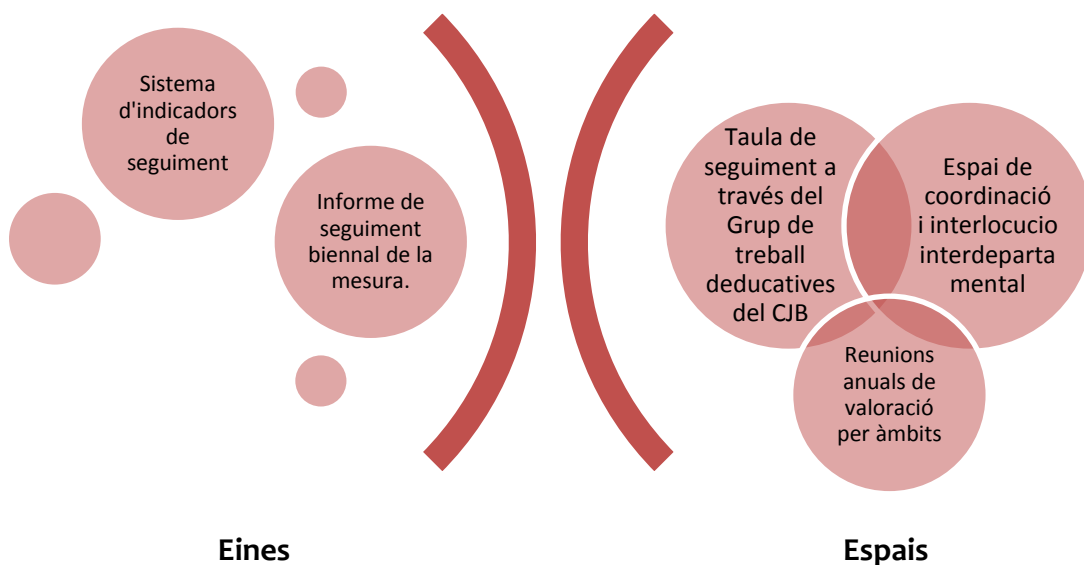 Sistema
d'indicadors
de
seguiment
Informe de
seguiment
biennal de la
mesura.
Taula de
seguiment a
través del
Grup de
treball
deducatives
del CJB
Espai de
coordinació
i interlocucio
interdeparta
mental
Reunions
anuals de
valoració
per àmbits
Eines
Espais